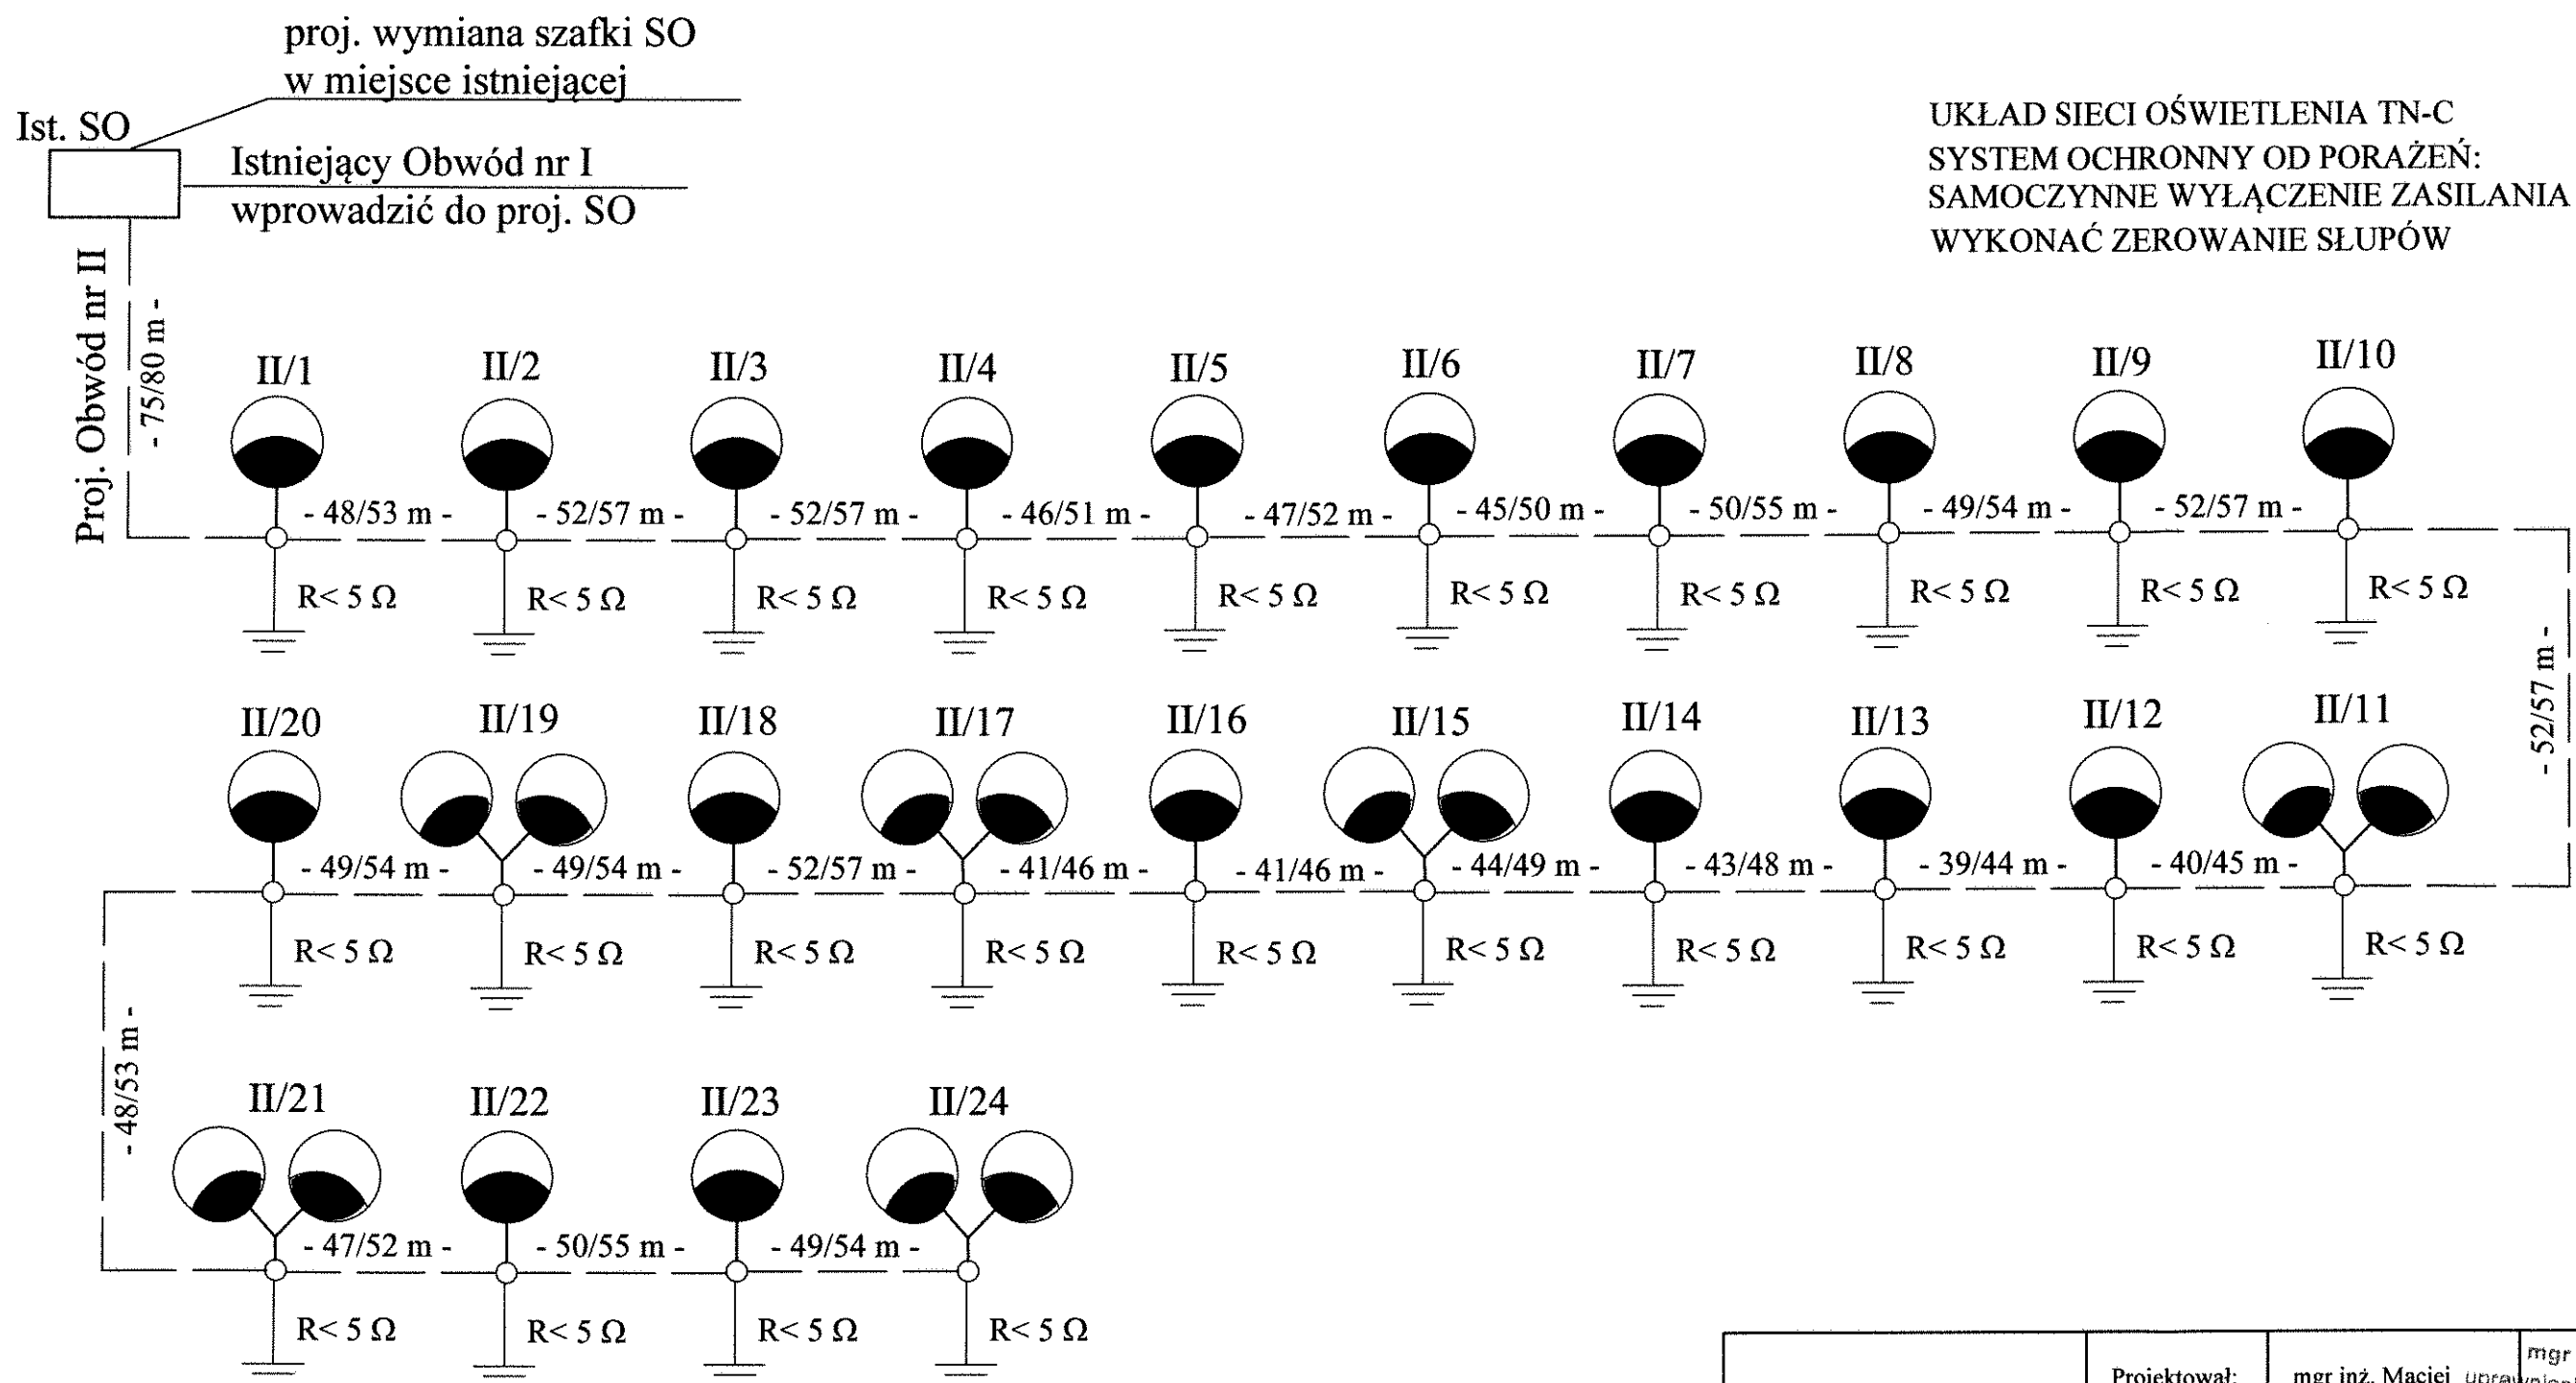 proj. wymiana szafki SO
w miejsce istniejącej
Ist. SO
Istniejący Obwód nr I
wprowadzić do proj. SO
UKŁAD SIECI OŚWIETLENIA TN-C
SYSTEM OCHRONNY OD PORAŻEŃ:
SAMOCZYNNE WYŁĄCZENIE ZASILANIA
WYKONAĆ ZEROWANIE SŁUPÓW
Proj. Obwód nr II
- 75/80 m -
II/1 II/2 II/3 II/4 II/5 II/6 II/7 II/8 II/9 II/10
- 48/53 m - - 52/57 m - - 52/57 m - - 46/51 m - - 47/52 m - - 45/50 m - - 50/55 m - - 49/54 m - - 52/57 m -
R< 5 Ω R< 5 Ω R< 5 Ω R< 5 Ω R< 5 Ω R< 5 Ω R< 5 Ω R< 5 Ω R< 5 Ω R< 5 Ω
- 52/57 m -
II/20 II/19 II/18 II/17 II/16 II/15 II/14 II/13 II/12 II/11
- 49/54 m - - 49/54 m - - 52/57 m - - 41/46 m - - 41/46 m - - 44/49 m - - 43/48 m - - 39/44 m - - 40/45 m -
R< 5 Ω R< 5 Ω R< 5 Ω R< 5 Ω R< 5 Ω R< 5 Ω R< 5 Ω R< 5 Ω R< 5 Ω R< 5 Ω
- 48/53 m -
II/21 II/22 II/23 II/24
- 47/52 m - - 50/55 m - - 49/54 m -
R< 5 Ω R< 5 Ω R< 5 Ω R< 5 Ω
Projektował: mgr inż. Maciej
mgr